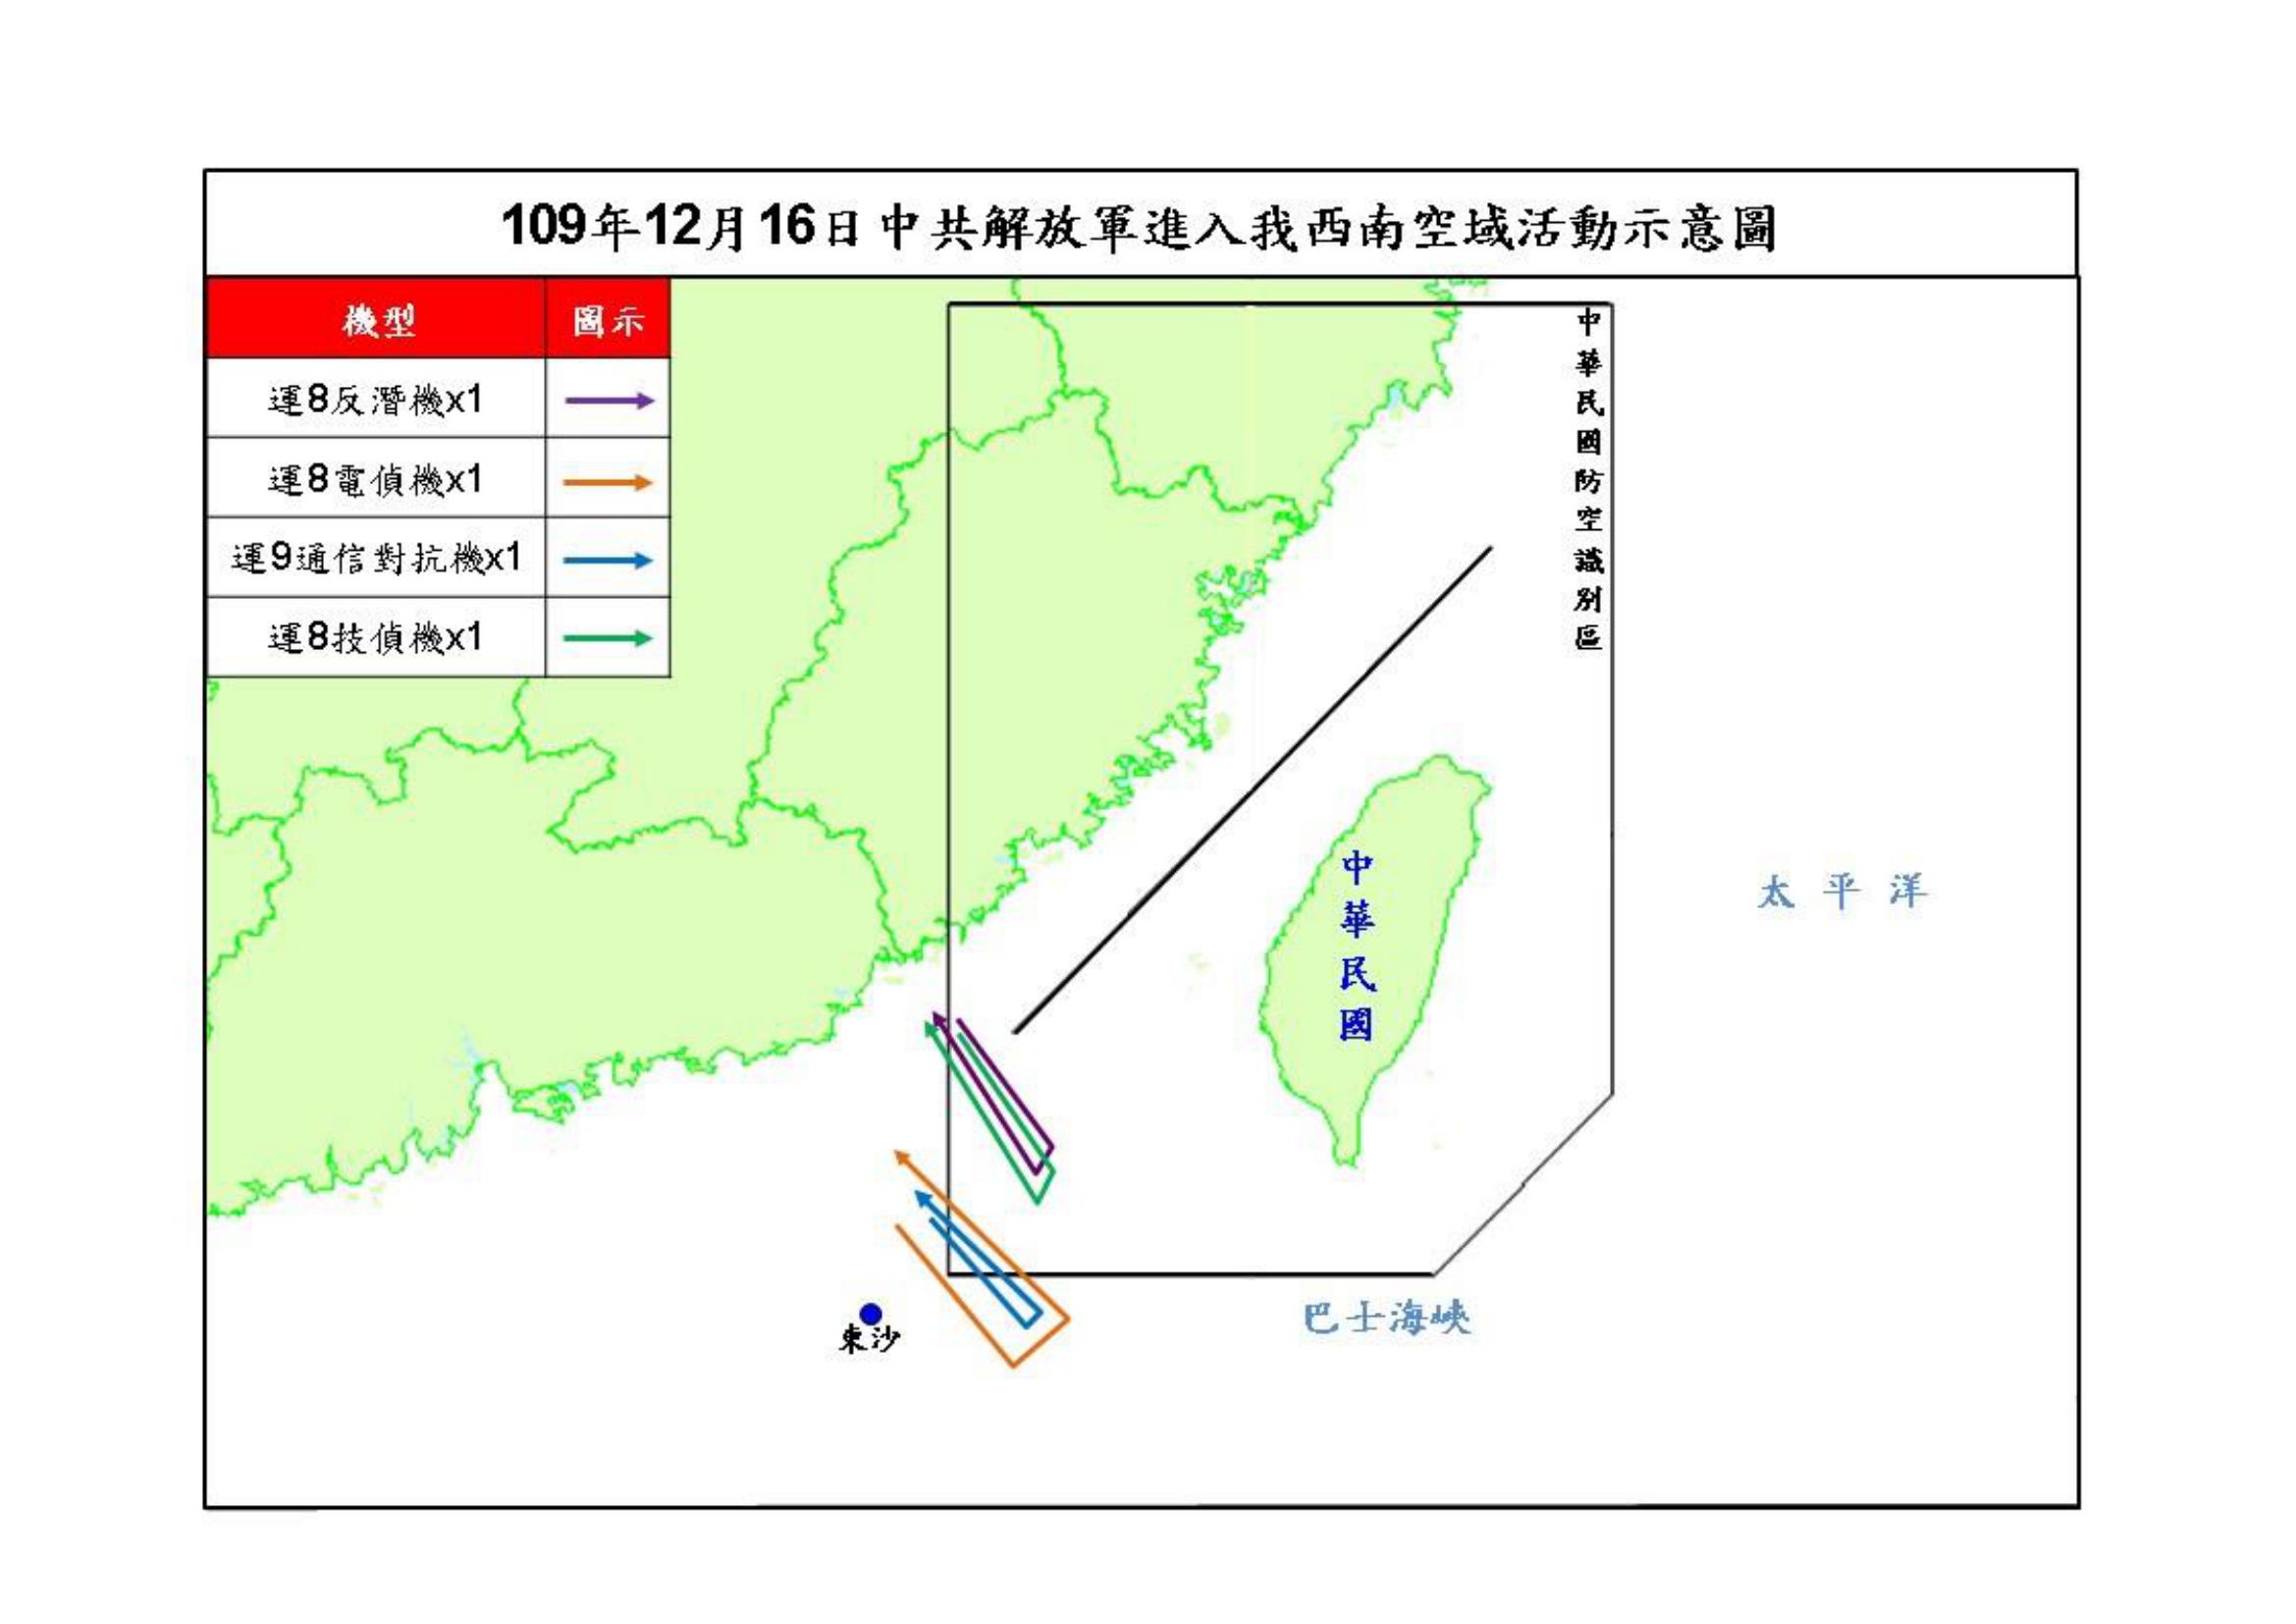 109年12月16日中共解放軍進入我西南空域活動示意圖
機型 圖示
運8反潛機x1
運8電偵機x1
運9通信對抗機x1
運8技偵機x1
中華民國防空識別區
中華民國
太平洋
巴士海峽
東沙